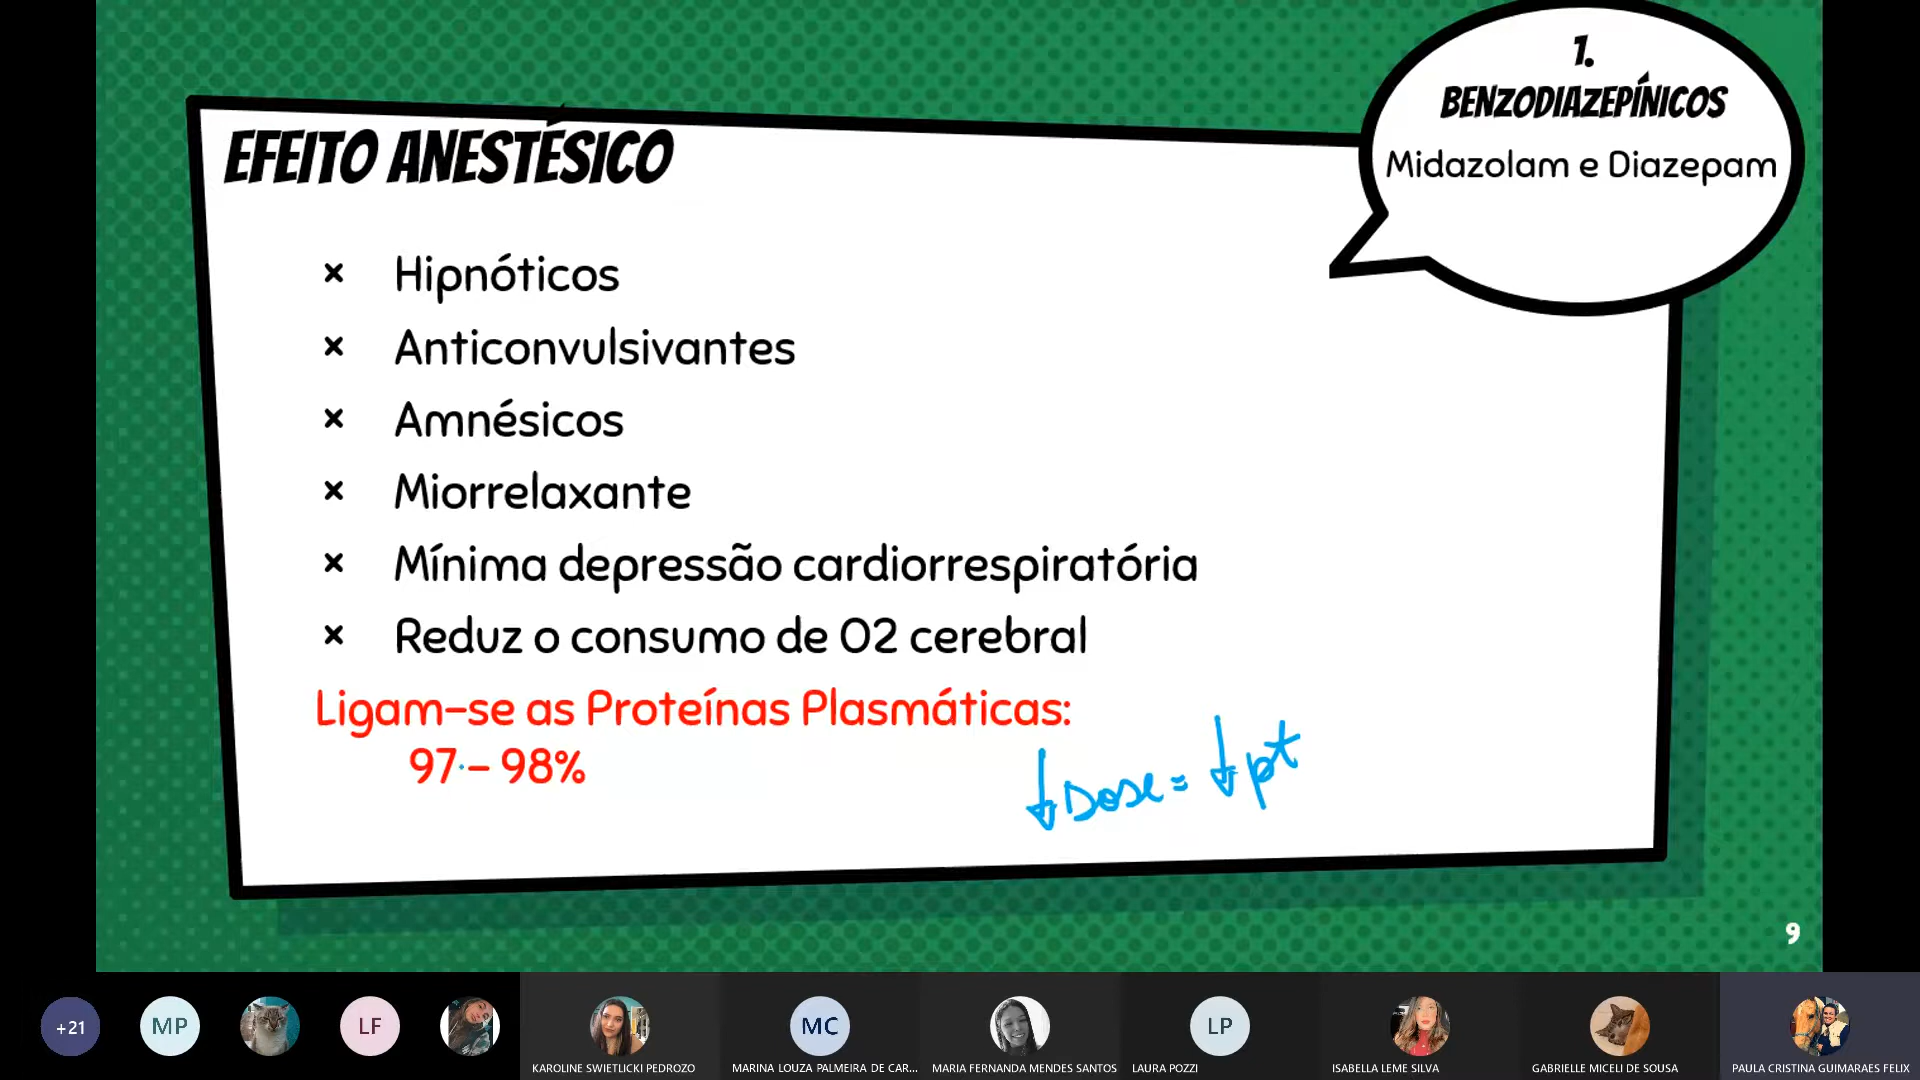 1.
BENZODIAZEPÍNICOS
Midazolam e Diazepam
EFEITO ANESTÉSICO
× Hipnóticos
× Anticonvulsivantes
× Amnésicos
× Miorrelaxante
× Mínima depressão cardiorrespiratória
× Reduz o consumo de O2 cerebral
Ligam-se as Proteínas Plasmáticas:
97 - 98%
↓Dose = ↓pt
9
+21
MP
LF
MC
LP
KAROLINE SWIETLICKI PEDROZO
MARINA LOUZA PALMEIRA DE CAR...
MARIA FERNANDA MENDES SANTOS
LAURA POZZI
ISABELLA LEME SILVA
GABRIELLE MICELI DE SOUSA
PAULA CRISTINA GUIMARAES FELIX